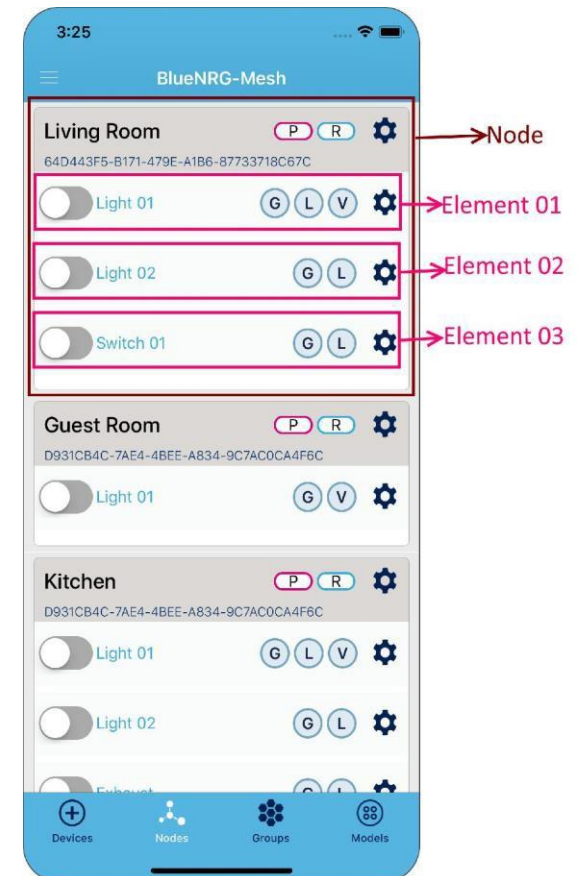 3:25
BlueNRG-Mesh
Living Room P R
Node
64D443F5-B171-479E-A1B6-87733718C67C
Light 01 G L V
Element 01
Light 02 G L
Element 02
Switch 01 G L
Element 03
Guest Room P R
D931CB4C-7AE4-4BEE-A834-9C7AC0CA4F6C
Light 01 G V
Kitchen P R
D931CB4C-7AE4-4BEE-A834-9C7AC0CA4F6C
Light 01 G L V
Light 02 G L
Exhaust G L
Devices Nodes Groups Models